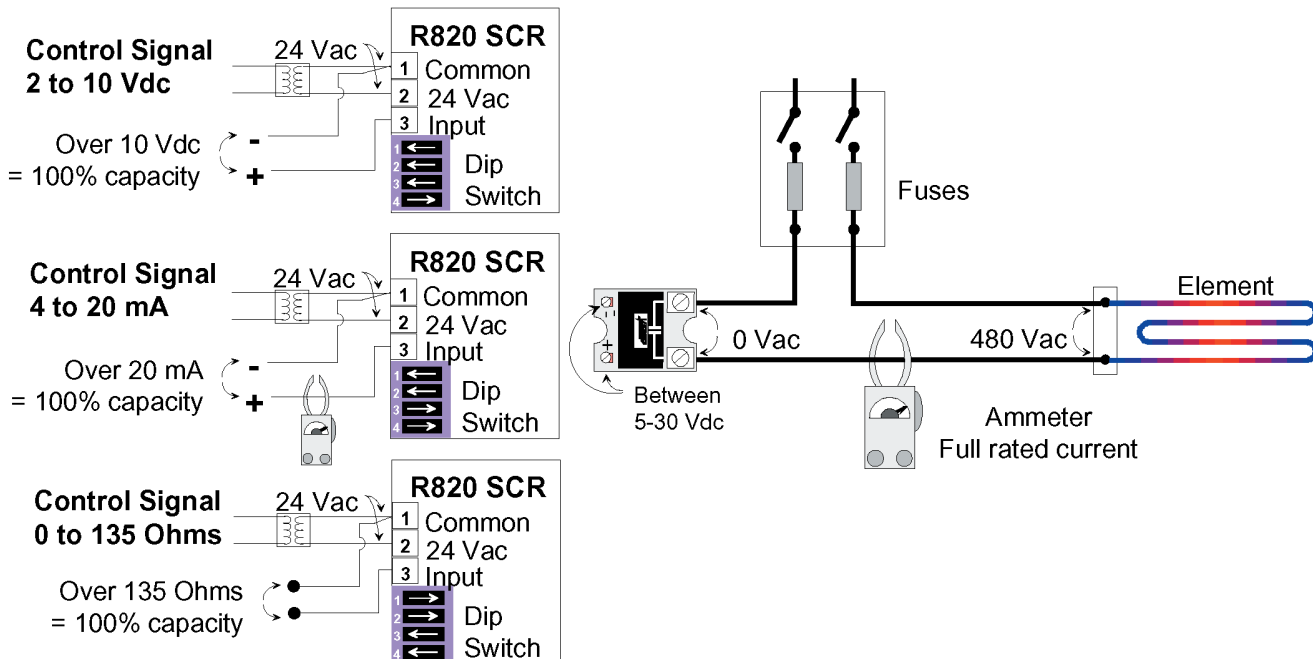 Control Signal
2 to 10 Vdc
24 Vac
R820 SCR
1 Common
2 24 Vac
3 Input
Over 10 Vdc
= 100% capacity
-
+
1 ←
2 ←
3 ←
4 →
Dip
Switch
Control Signal
4 to 20 mA
24 Vac
R820 SCR
1 Common
2 24 Vac
3 Input
Over 20 mA
= 100% capacity
-
+
1 ←
2 ←
3 →
4 →
Dip
Switch
Control Signal
0 to 135 Ohms
24 Vac
R820 SCR
1 Common
2 24 Vac
3 Input
Over 135 Ohms
= 100% capacity
1 →
2 →
3 ←
4 ←
Dip
Switch
Fuses
-
+
0 Vac
480 Vac
Element
Between
5-30 Vdc
Ammeter
Full rated current